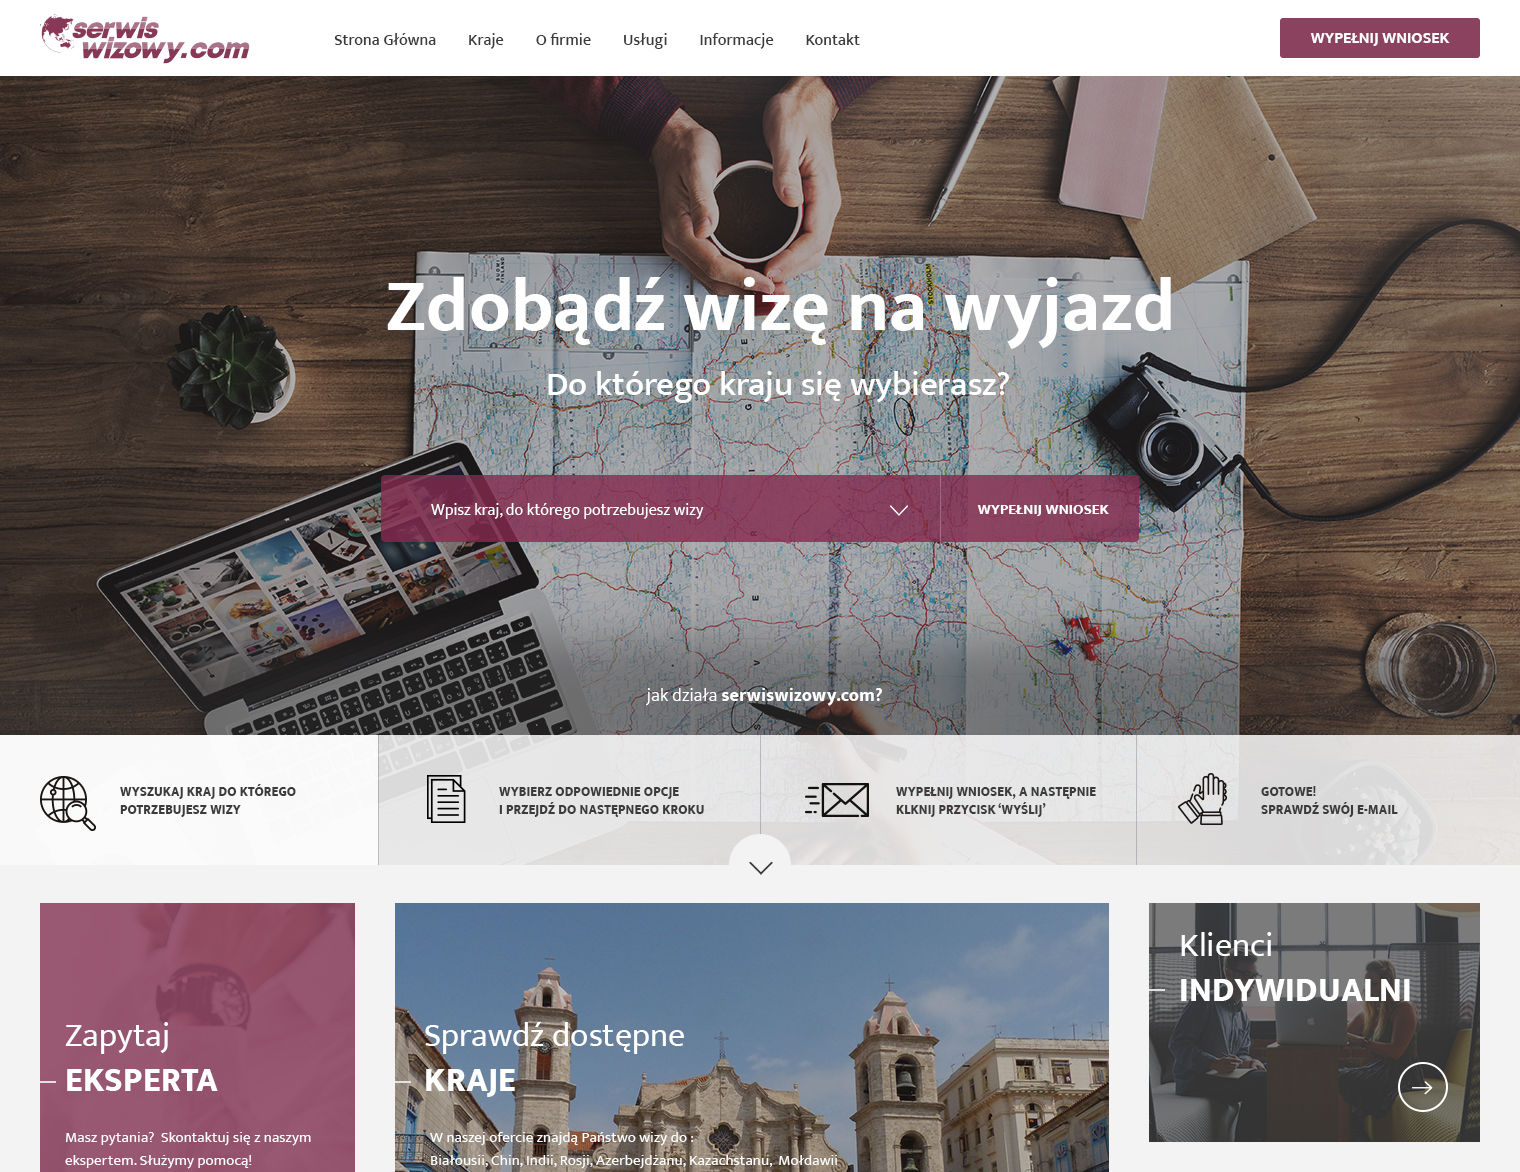 serwis
wizowy.com
Strona Główna
Kraje
O firmie
Usługi
Informacje
Kontakt
WYPEŁNIJ WNIOSEK
STOCKHOLM
Zdobądź wizę na wyjazd
Do którego kraju się wybierasz?
Wpisz kraj, do którego potrzebujesz wizy
WYPEŁNIJ WNIOSEK
jak działa serwiswizowy.com?
WYSZUKAJ KRAJ DO KTÓREGO
POTRZEBUJESZ WIZY
WYBIERZ ODPOWIEDNIE OPCJE
I PRZEJDŹ DO NASTĘPNEGO KROKU
WYPEŁNIJ WNIOSEK, A NASTĘPNIE
KLKNIJ PRZYCISK ‘WYŚLIJ’
GOTOWE!
SPRAWDŹ SWÓJ E-MAIL
Zapytaj
EKSPERTA
Masz pytania? Skontaktuj się z naszym
ekspertem. Służymy pomocą!
Sprawdź dostępne
KRAJE
W naszej ofercie znajdą Państwo wizy do :
Białousii, Chin, Indii, Rosji, Azerbejdżanu, Kazachstanu, Mołdawii
Klienci
INDYWIDUALNI